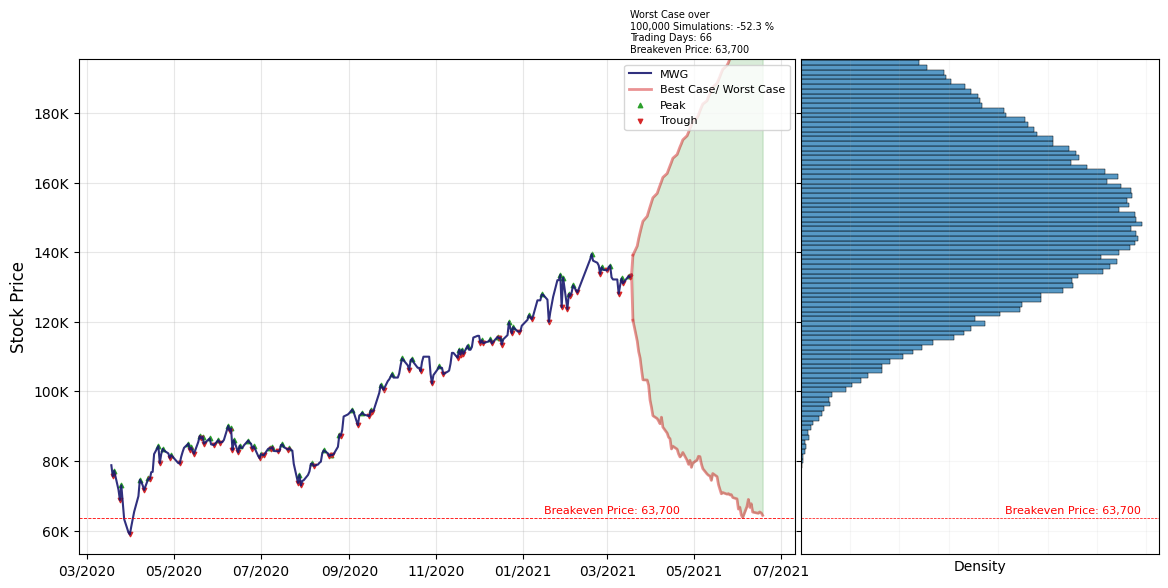 Worst Case over
100,000 Simulations: -52.3 %
Trading Days: 66
Breakeven Price: 63,700
MWG
Best Case/ Worst Case
Peak
Trough
Stock Price
180K
160K
140K
120K
100K
80K
60K
Breakeven Price: 63,700
Breakeven Price: 63,700
03/2020
05/2020
07/2020
09/2020
11/2020
01/2021
03/2021
05/2021
07/2021
Density